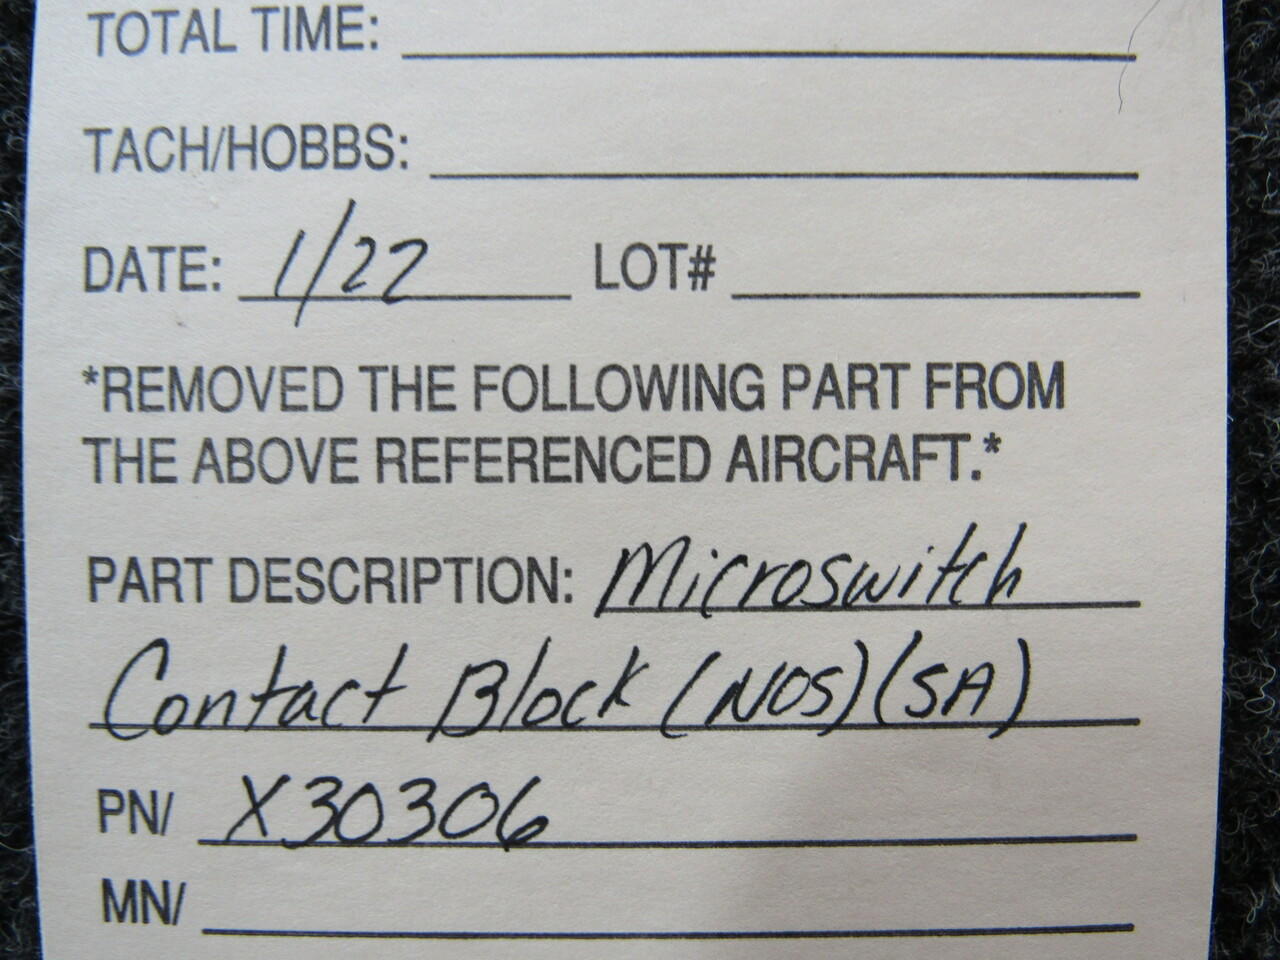 TOTAL TIME:
TACH/HOBBS:
DATE: 1/22 LOT#
*REMOVED THE FOLLOWING PART FROM
THE ABOVE REFERENCED AIRCRAFT.*
PART DESCRIPTION: Microswitch
Contact Block (NOS)(SA)
PN/ X30306
MN/